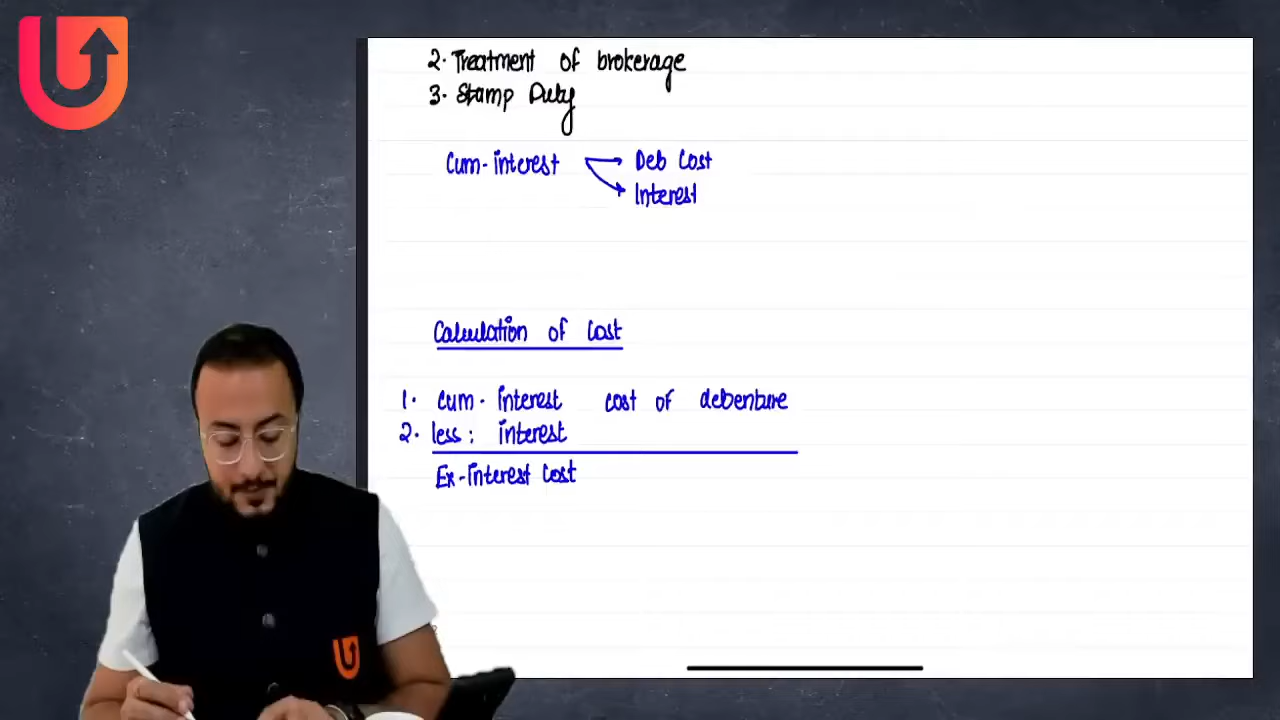 2. Treatment of brokerage
3. Stamp Duty
Cum-interest Deb Cost
Interest
Calculation of Cost
1. Cum-interest cost of debenture
2. less: interest
Ex-interest Cost